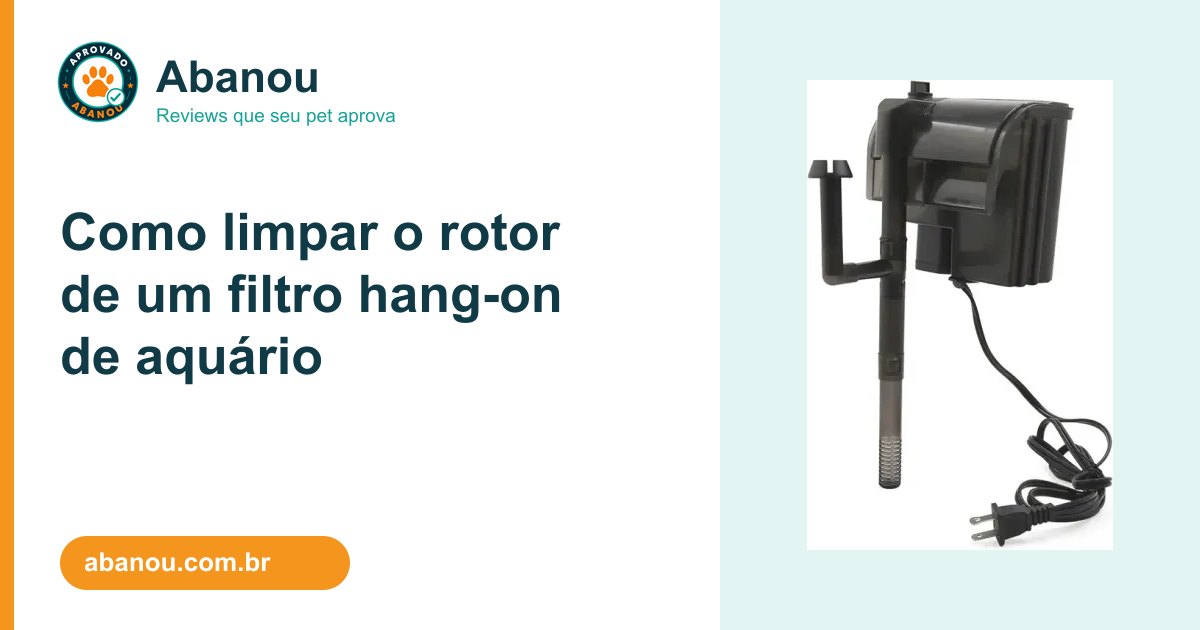 APROVADO
ABANOU
Abanou
Reviews que seu pet aprova
Como limpar o rotor
de um filtro hang-on
de aquário
abanou.com.br